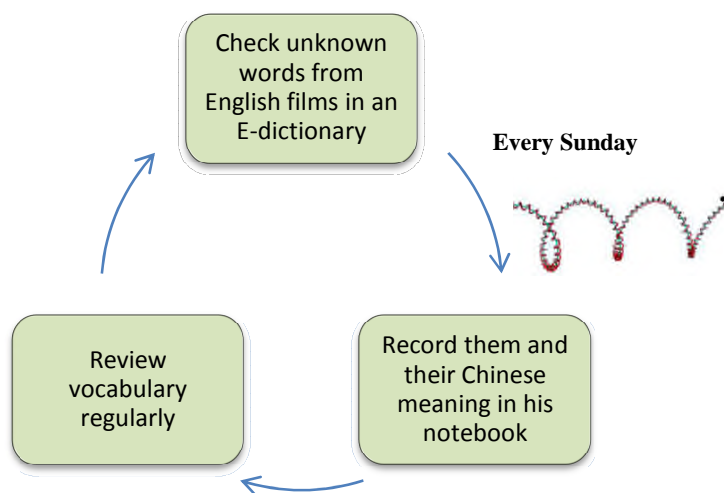 Check unknown
words from
English films in an
E-dictionary
Every Sunday
Record them and
their Chinese
meaning in his
notebook
Review
vocabulary
regularly